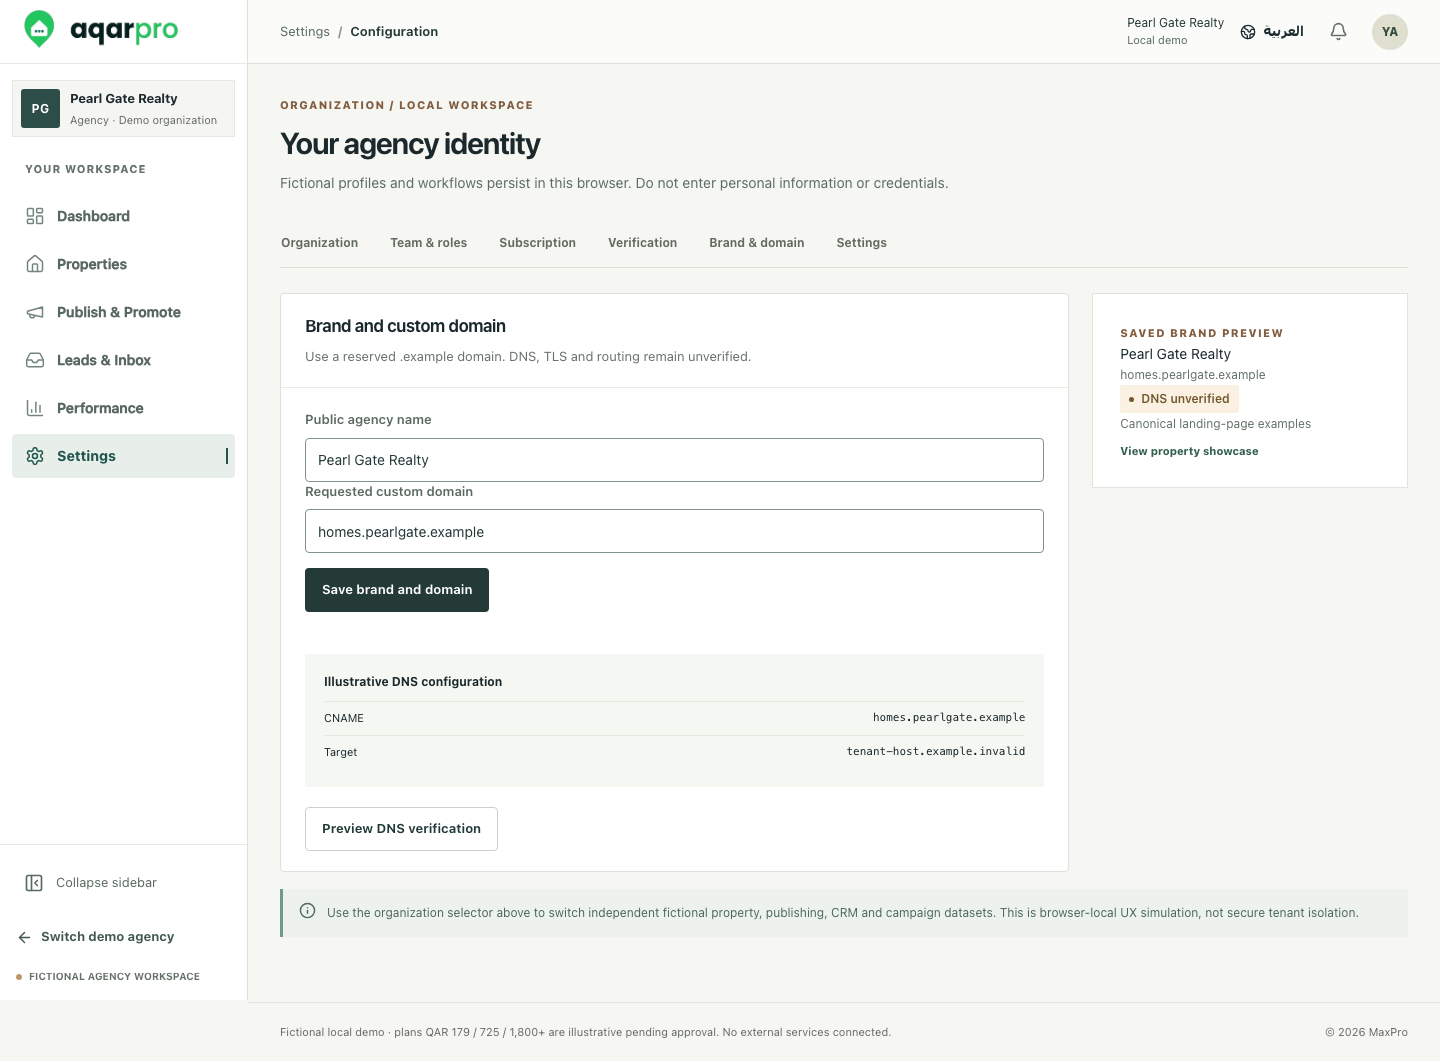 aqarpro
Settings / Configuration
Pearl Gate Realty
Local demo
العربية
YA
PG
Pearl Gate Realty
Agency · Demo organization
YOUR WORKSPACE
Dashboard
Properties
Publish & Promote
Leads & Inbox
Performance
Settings
Collapse sidebar
Switch demo agency
FICTIONAL AGENCY WORKSPACE
ORGANIZATION / LOCAL WORKSPACE
Your agency identity
Fictional profiles and workflows persist in this browser. Do not enter personal information or credentials.
Organization Team & roles Subscription Verification Brand & domain Settings
Brand and custom domain
Use a reserved .example domain. DNS, TLS and routing remain unverified.
Public agency name
Pearl Gate Realty
Requested custom domain
homes.pearlgate.example
Save brand and domain
Illustrative DNS configuration
CNAME homes.pearlgate.example
Target tenant-host.example.invalid
Preview DNS verification
SAVED BRAND PREVIEW
Pearl Gate Realty
homes.pearlgate.example
DNS unverified
Canonical landing-page examples
View property showcase
Use the organization selector above to switch independent fictional property, publishing, CRM and campaign datasets. This is browser-local UX simulation, not secure tenant isolation.
Fictional local demo · plans QAR 179 / 725 / 1,800+ are illustrative pending approval. No external services connected.
© 2026 MaxPro